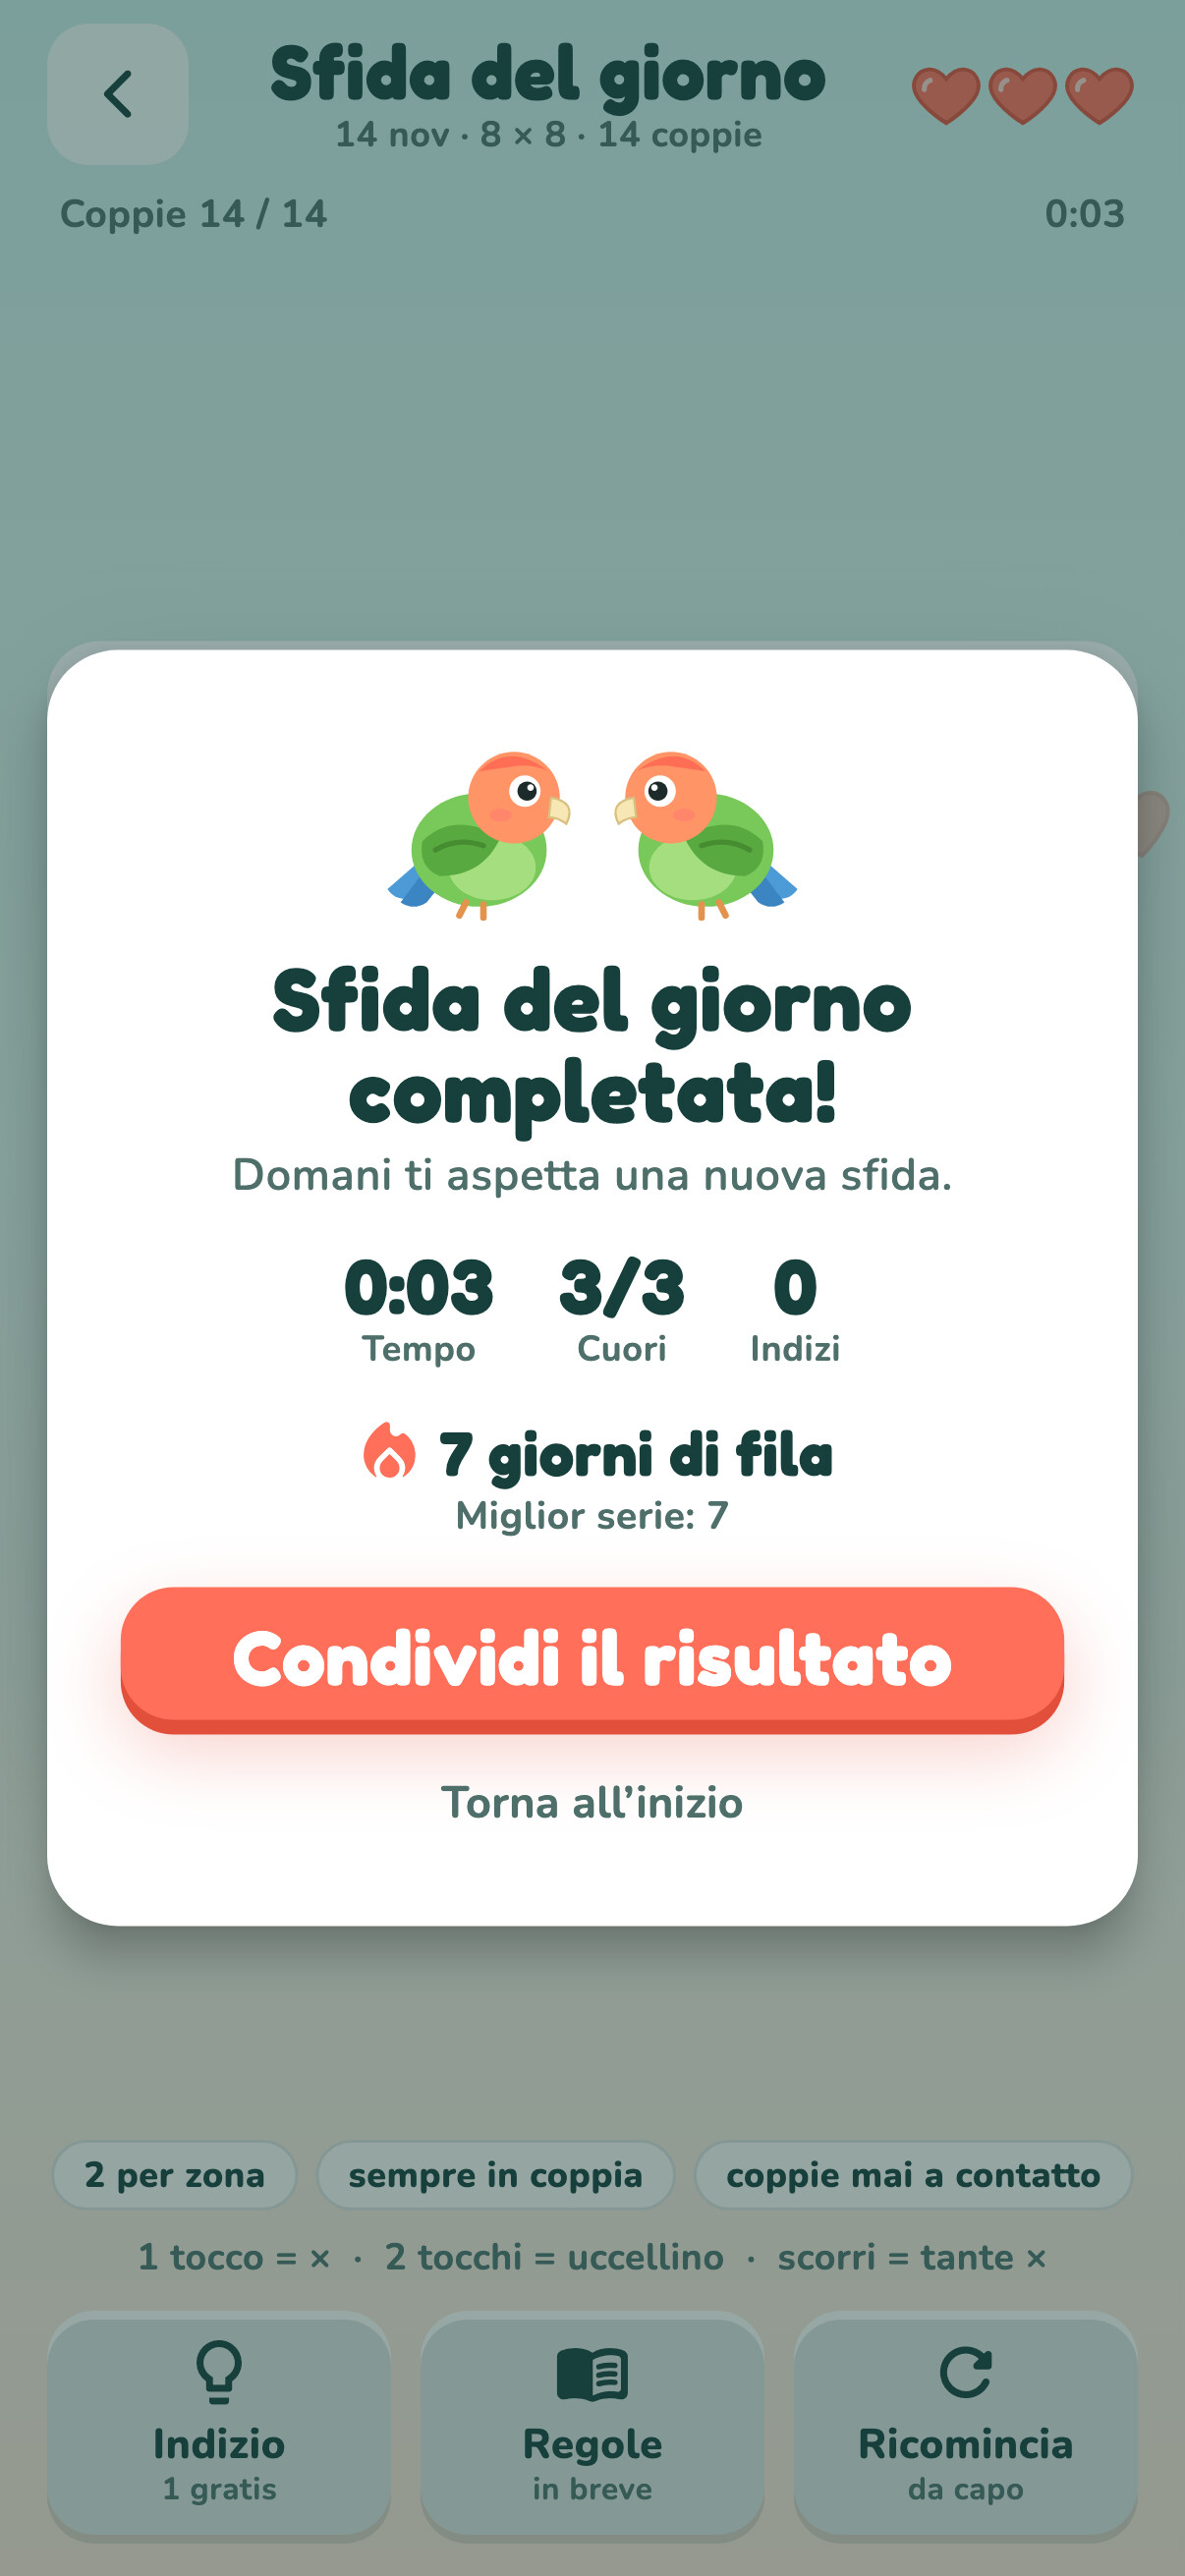 Sfida del giorno
14 nov · 8 × 8 · 14 coppie
Coppie 14 / 14
0:03
Sfida del giorno
completata!
Domani ti aspetta una nuova sfida.
0:03 3/3 0
Tempo Cuori Indizi
7 giorni di fila
Miglior serie: 7
Condividi il risultato
Torna all’inizio
2 per zona
sempre in coppia
coppie mai a contatto
1 tocco = × · 2 tocchi = uccellino · scorri = tante ×
Indizio
1 gratis
Regole
in breve
Ricomincia
da capo